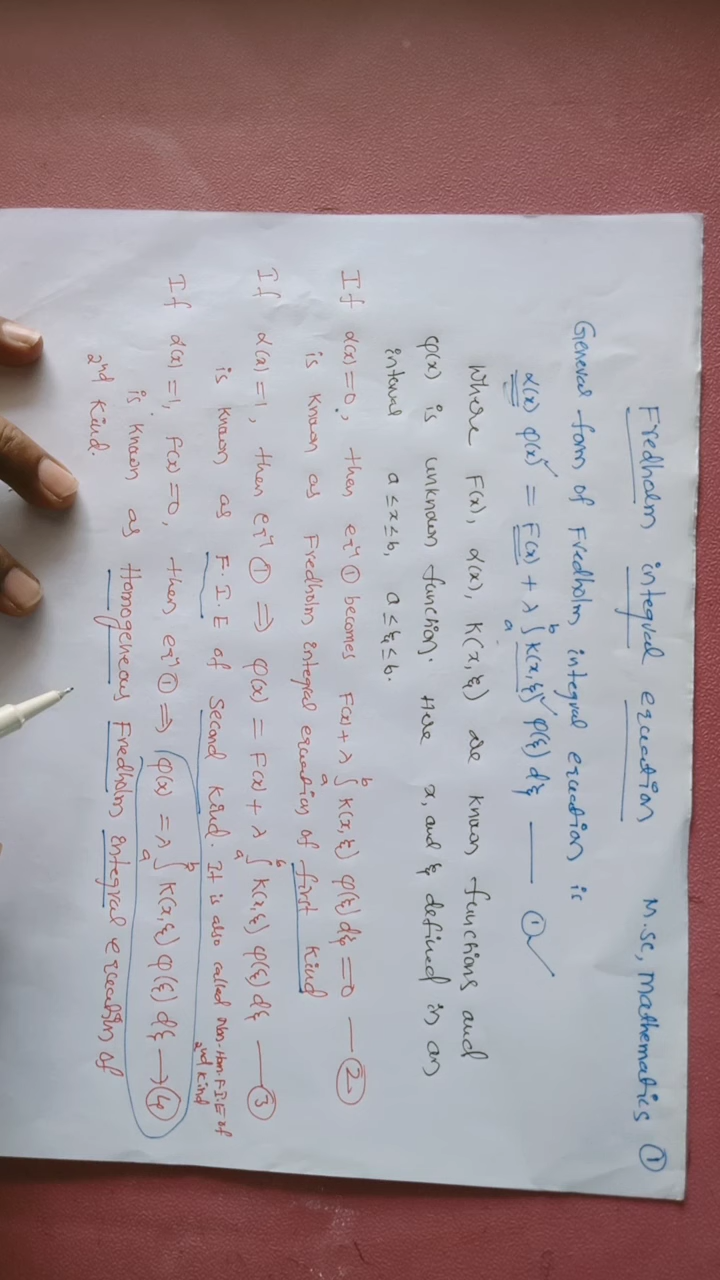 Fredholm integral equation M.Sc, Mathematics ①
General form of Fredholm integral equation is
α(x) φ(x) = F(x) + λ ∫ₐᵇ K(x,ξ) φ(ξ) dξ — ①
Where F(x), α(x), K(x,ξ) are known functions and
φ(x) is unknown function. Here x, and ξ defined in an
interval a ≤ x ≤ b, a ≤ ξ ≤ b.
If α(x) = 0, then eqⁿ ① becomes F(x) + λ ∫ₐᵇ K(x,ξ) φ(ξ) dξ = 0 — ②
is known as Fredholm integral equation of first kind
If α(x) = 1, then eqⁿ ① ⇒ φ(x) = F(x) + λ ∫ₐᵇ K(x,ξ) φ(ξ) dξ — ③
is known as F.I.E of Second kind. It is also called Non-Hom. F.I.E of
2nd kind
If α(x) = 1, F(x) = 0, then eqⁿ ① ⇒ φ(x) = λ ∫ₐᵇ K(x,ξ) φ(ξ) dξ → ④
is known as Homogeneous Fredholm integral equation of
2nd kind.